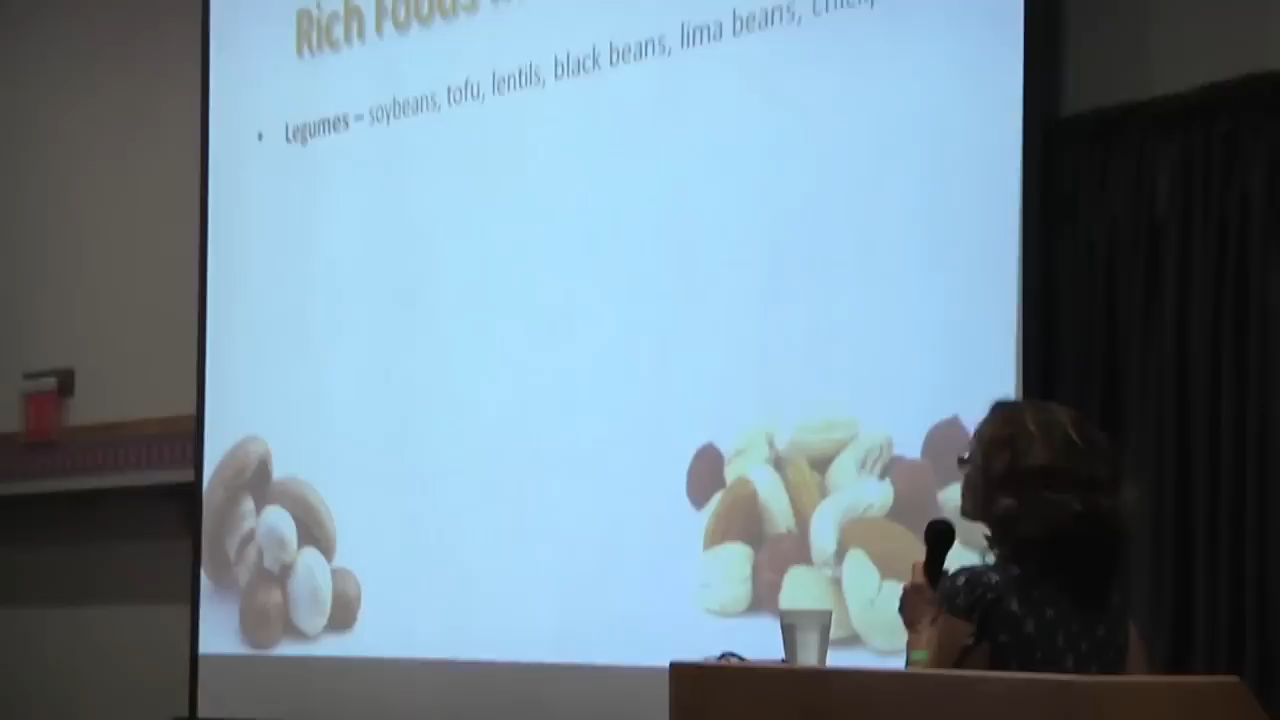 Rich Foods
• Legumes – soybeans, tofu, lentils, black beans, lima beans,